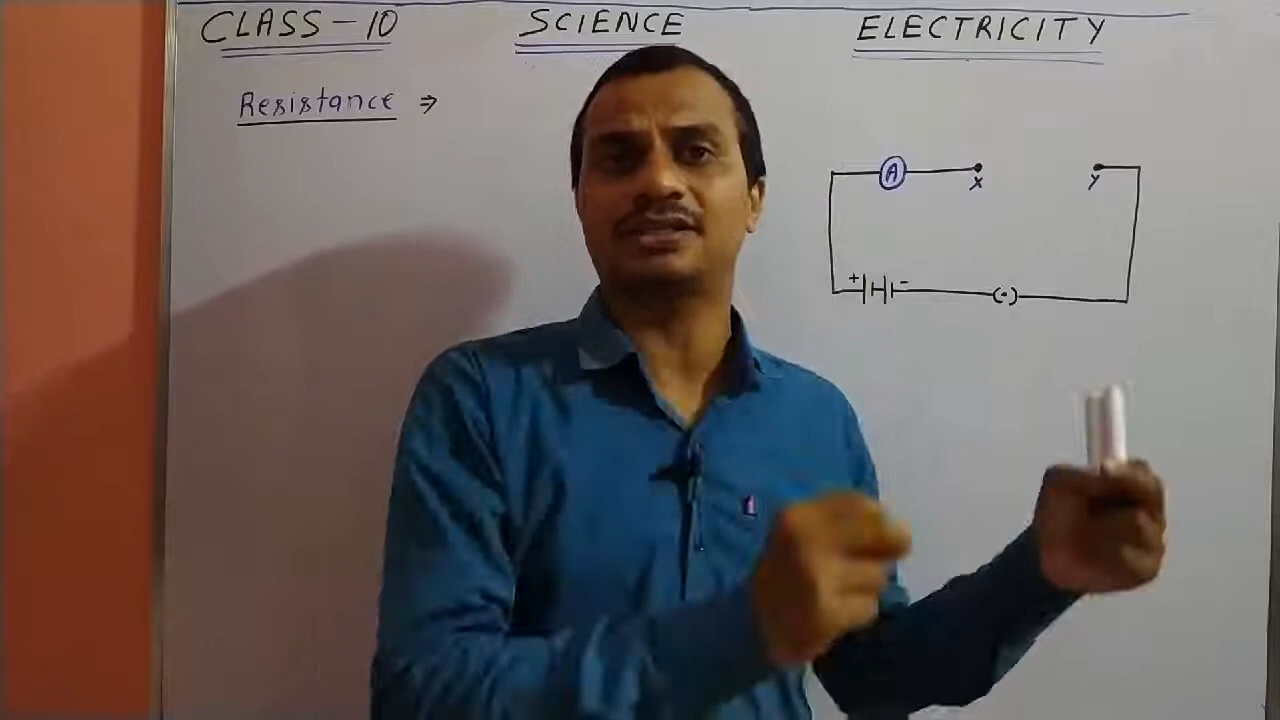 CLASS-10 SCIENCE ELECTRICITY
Resistance ⇒
A
X Y
+ -
(·)